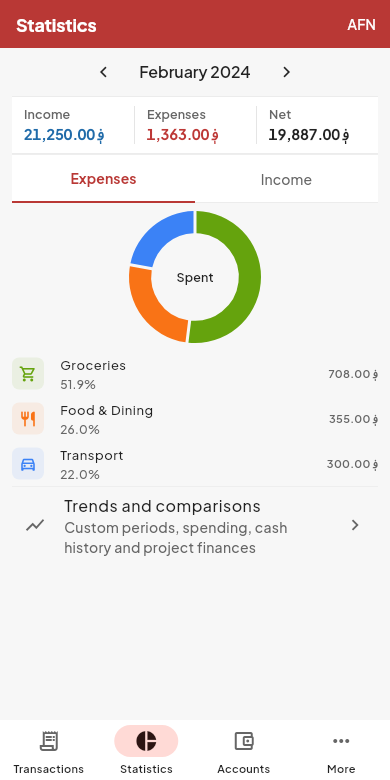 Statistics
AFN
February 2024
Income
Expenses
Net
21,250.00؋
1,363.00؋
19,887.00؋
Expenses
Income
Spent
Groceries
51.9%
708.00؋
Food & Dining
26.0%
355.00؋
Transport
22.0%
300.00؋
Trends and comparisons
Custom periods, spending, cash
history and project finances
Transactions
Statistics
Accounts
More